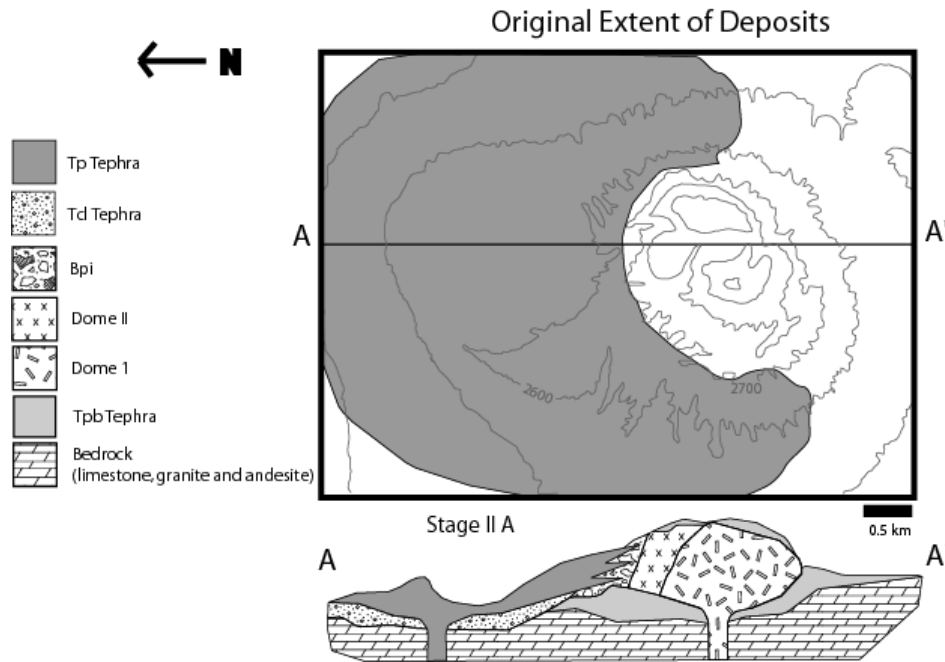 Original Extent of Deposits
N
Tp Tephra
Tcl Tephra
Bpi
Dome II
Dome 1
Tpb Tephra
Bedrock
(limestone, granite and andesite)
A
A'
2600
2700
0.5 km
Stage II A
A
A